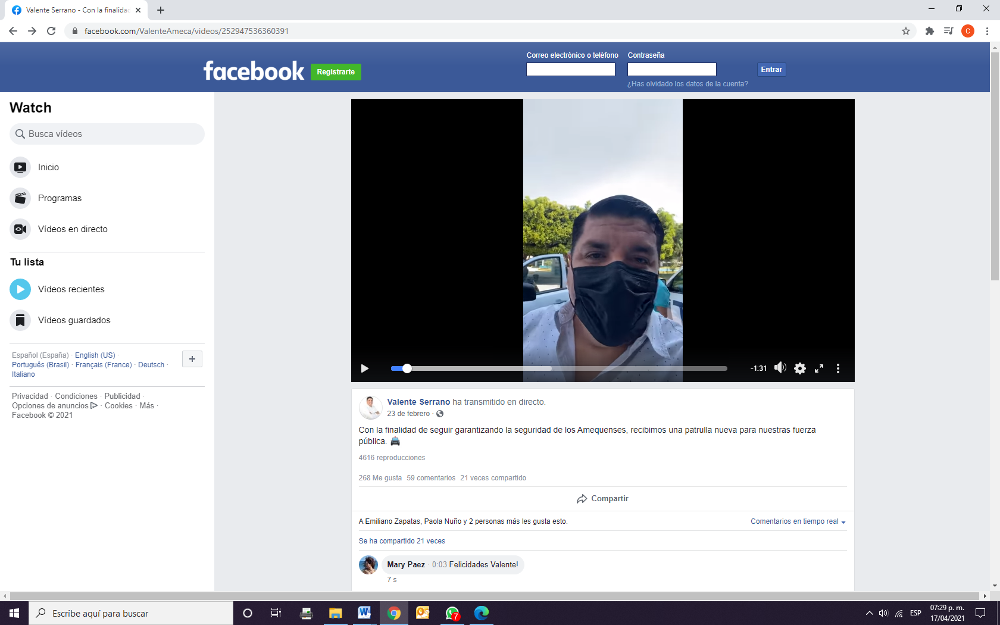 Valente Serrano - Con la finalidad
facebook.com/ValenteAmeca/videos/252947536360391
C
facebook
Registrarte
Correo electrónico o teléfono
Contraseña
Entrar
¿Has olvidado los datos de la cuenta?
Watch
Busca vídeos
Inicio
Programas
Vídeos en directo
Tu lista
Vídeos recientes
Vídeos guardados
Español (España) · English (US) ·
Português (Brasil) · Français (France) · Deutsch ·
Italiano
Privacidad · Condiciones · Publicidad ·
Opciones de anuncios · Cookies · Más ·
Facebook © 2021
-1:31
Valente Serrano ha transmitido en directo.
23 de febrero ·
Con la finalidad de seguir garantizando la seguridad de los Amequenses, recibimos una patrulla nueva para nuestras fuerza
pública.
4616 reproducciones
268 Me gusta 59 comentarios 21 veces compartido
Compartir
A Emiliano Zapatas, Paola Nuño y 2 personas más les gusta esto.
Comentarios en tiempo real
Se ha compartido 21 veces
Mary Paez · 0:03 Felicidades Valente!
7 s
Escribe aquí para buscar
7
ESP
07:29 p. m.
17/04/2021